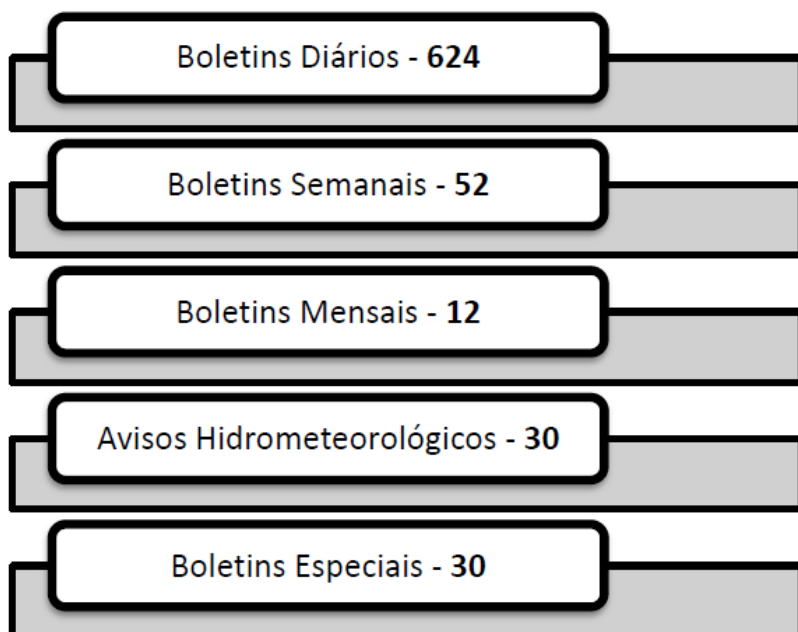 Boletins Diários - 624
Boletins Semanais - 52
Boletins Mensais - 12
Avisos Hidrometeorológicos - 30
Boletins Especiais - 30